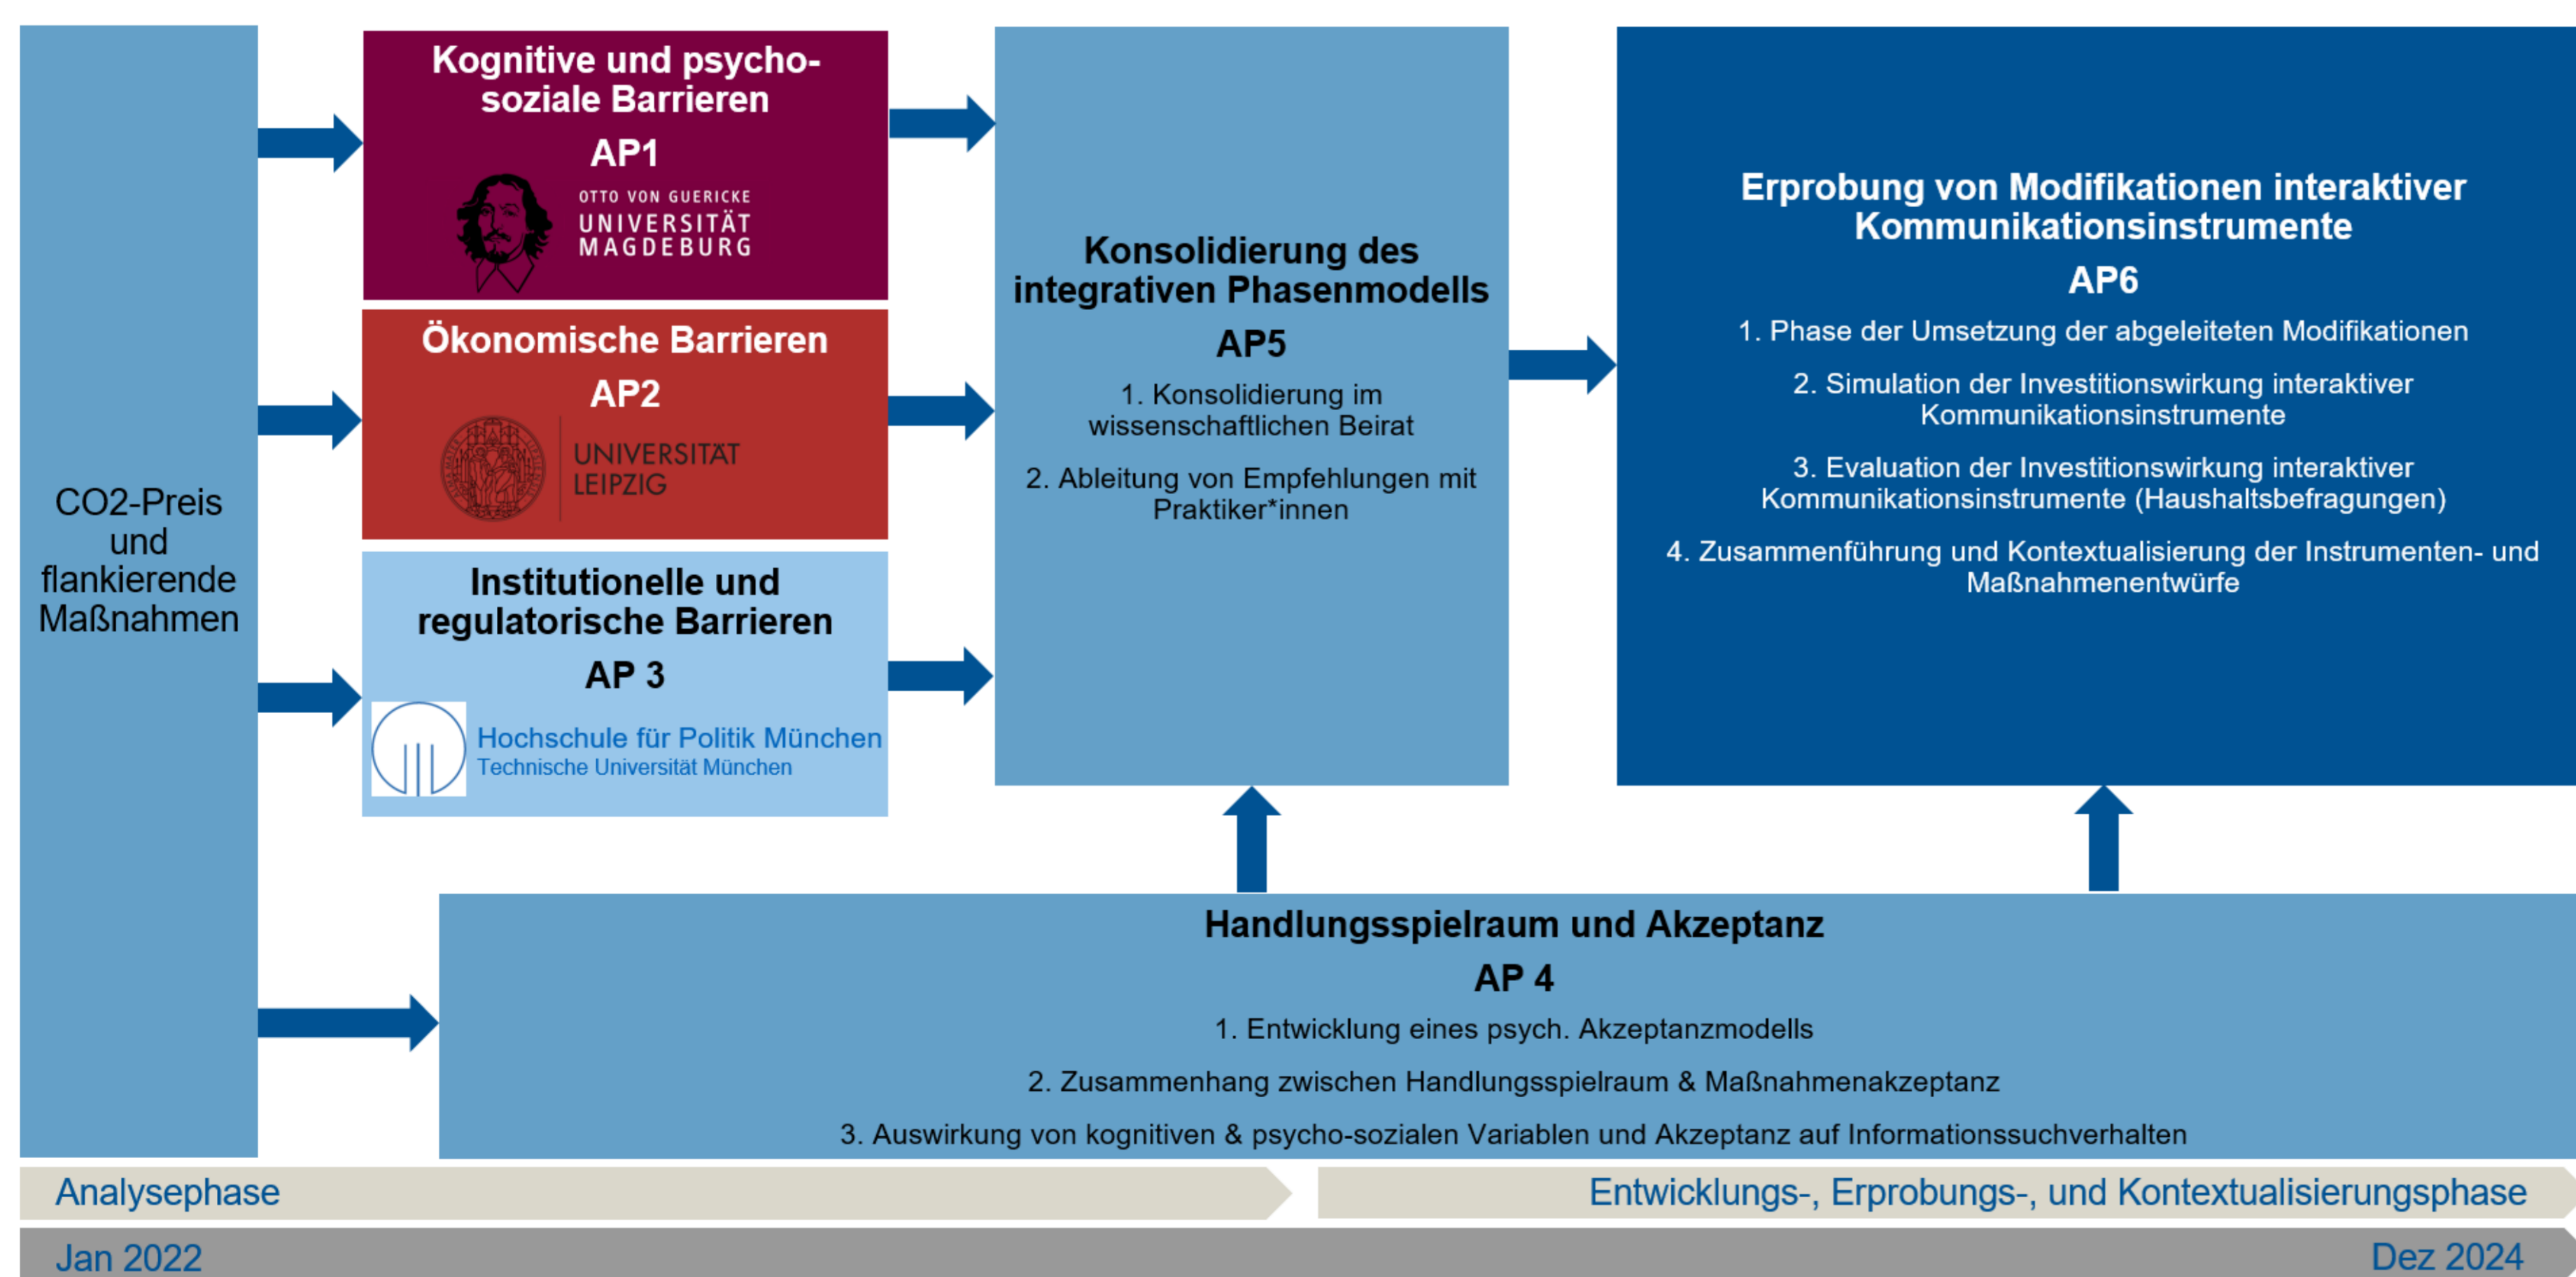 CO2-Preis
und
flankierende
Maßnahmen
Kognitive und psycho-
soziale Barrieren
AP1
OTTO VON GUERICKE
UNIVERSITÄT
MAGDEBURG
Ökonomische Barrieren
AP2
UNIVERSITÄT
LEIPZIG
Institutionelle und
regulatorische Barrieren
AP 3
Hochschule für Politik München
Technische Universität München
Konsolidierung des
integrativen Phasenmodells
AP5
1. Konsolidierung im
wissenschaftlichen Beirat
2. Ableitung von Empfehlungen mit
Praktiker*innen
Erprobung von Modifikationen interaktiver
Kommunikationsinstrumente
AP6
1. Phase der Umsetzung der abgeleiteten Modifikationen
2. Simulation der Investitionswirkung interaktiver
Kommunikationsinstrumente
3. Evaluation der Investitionswirkung interaktiver
Kommunikationsinstrumente (Haushaltsbefragungen)
4. Zusammenführung und Kontextualisierung der Instrumenten- und
Maßnahmenentwürfe
Handlungsspielraum und Akzeptanz
AP 4
1. Entwicklung eines psych. Akzeptanzmodells
2. Zusammenhang zwischen Handlungsspielraum & Maßnahmenakzeptanz
3. Auswirkung von kognitiven & psycho-sozialen Variablen und Akzeptanz auf Informationssuchverhalten
Analysephase
Entwicklungs-, Erprobungs-, und Kontextualisierungsphase
Jan 2022
Dez 2024